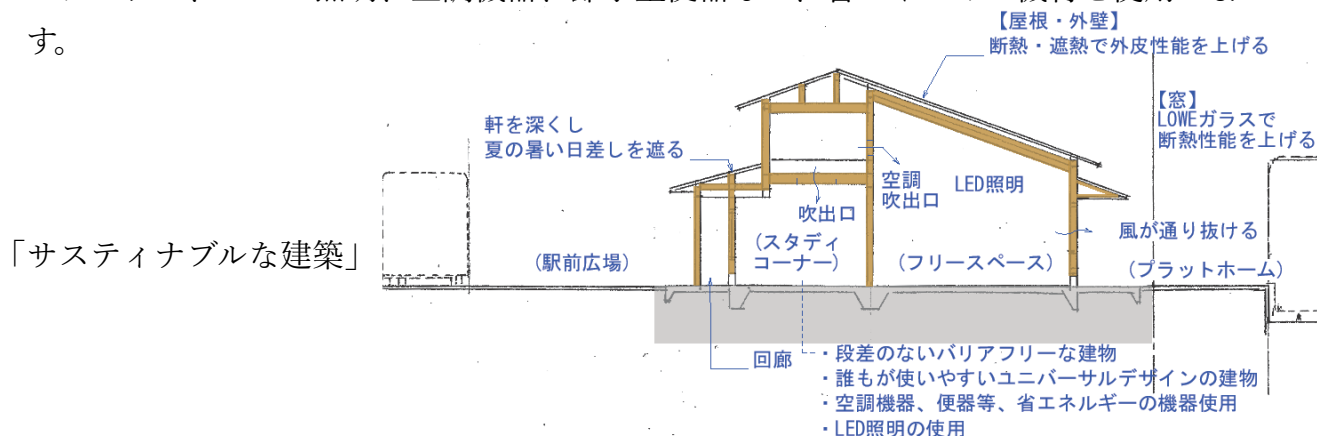 す。
【屋根・外壁】
断熱・遮熱で外皮性能を上げる
【窓】
LOWEガラスで
断熱性能を上げる
軒を深くし
夏の暑い日差しを遮る
空調
吹出口
LED照明
吹出口
風が通り抜ける
「サスティナブルな建築」
(駅前広場)
(スタディ
コーナー)
(フリースペース)
(プラットホーム)
回廊
・段差のないバリアフリーな建物
・誰もが使いやすいユニバーサルデザインの建物
・空調機器、便器等、省エネルギーの機器使用
・LED照明の使用